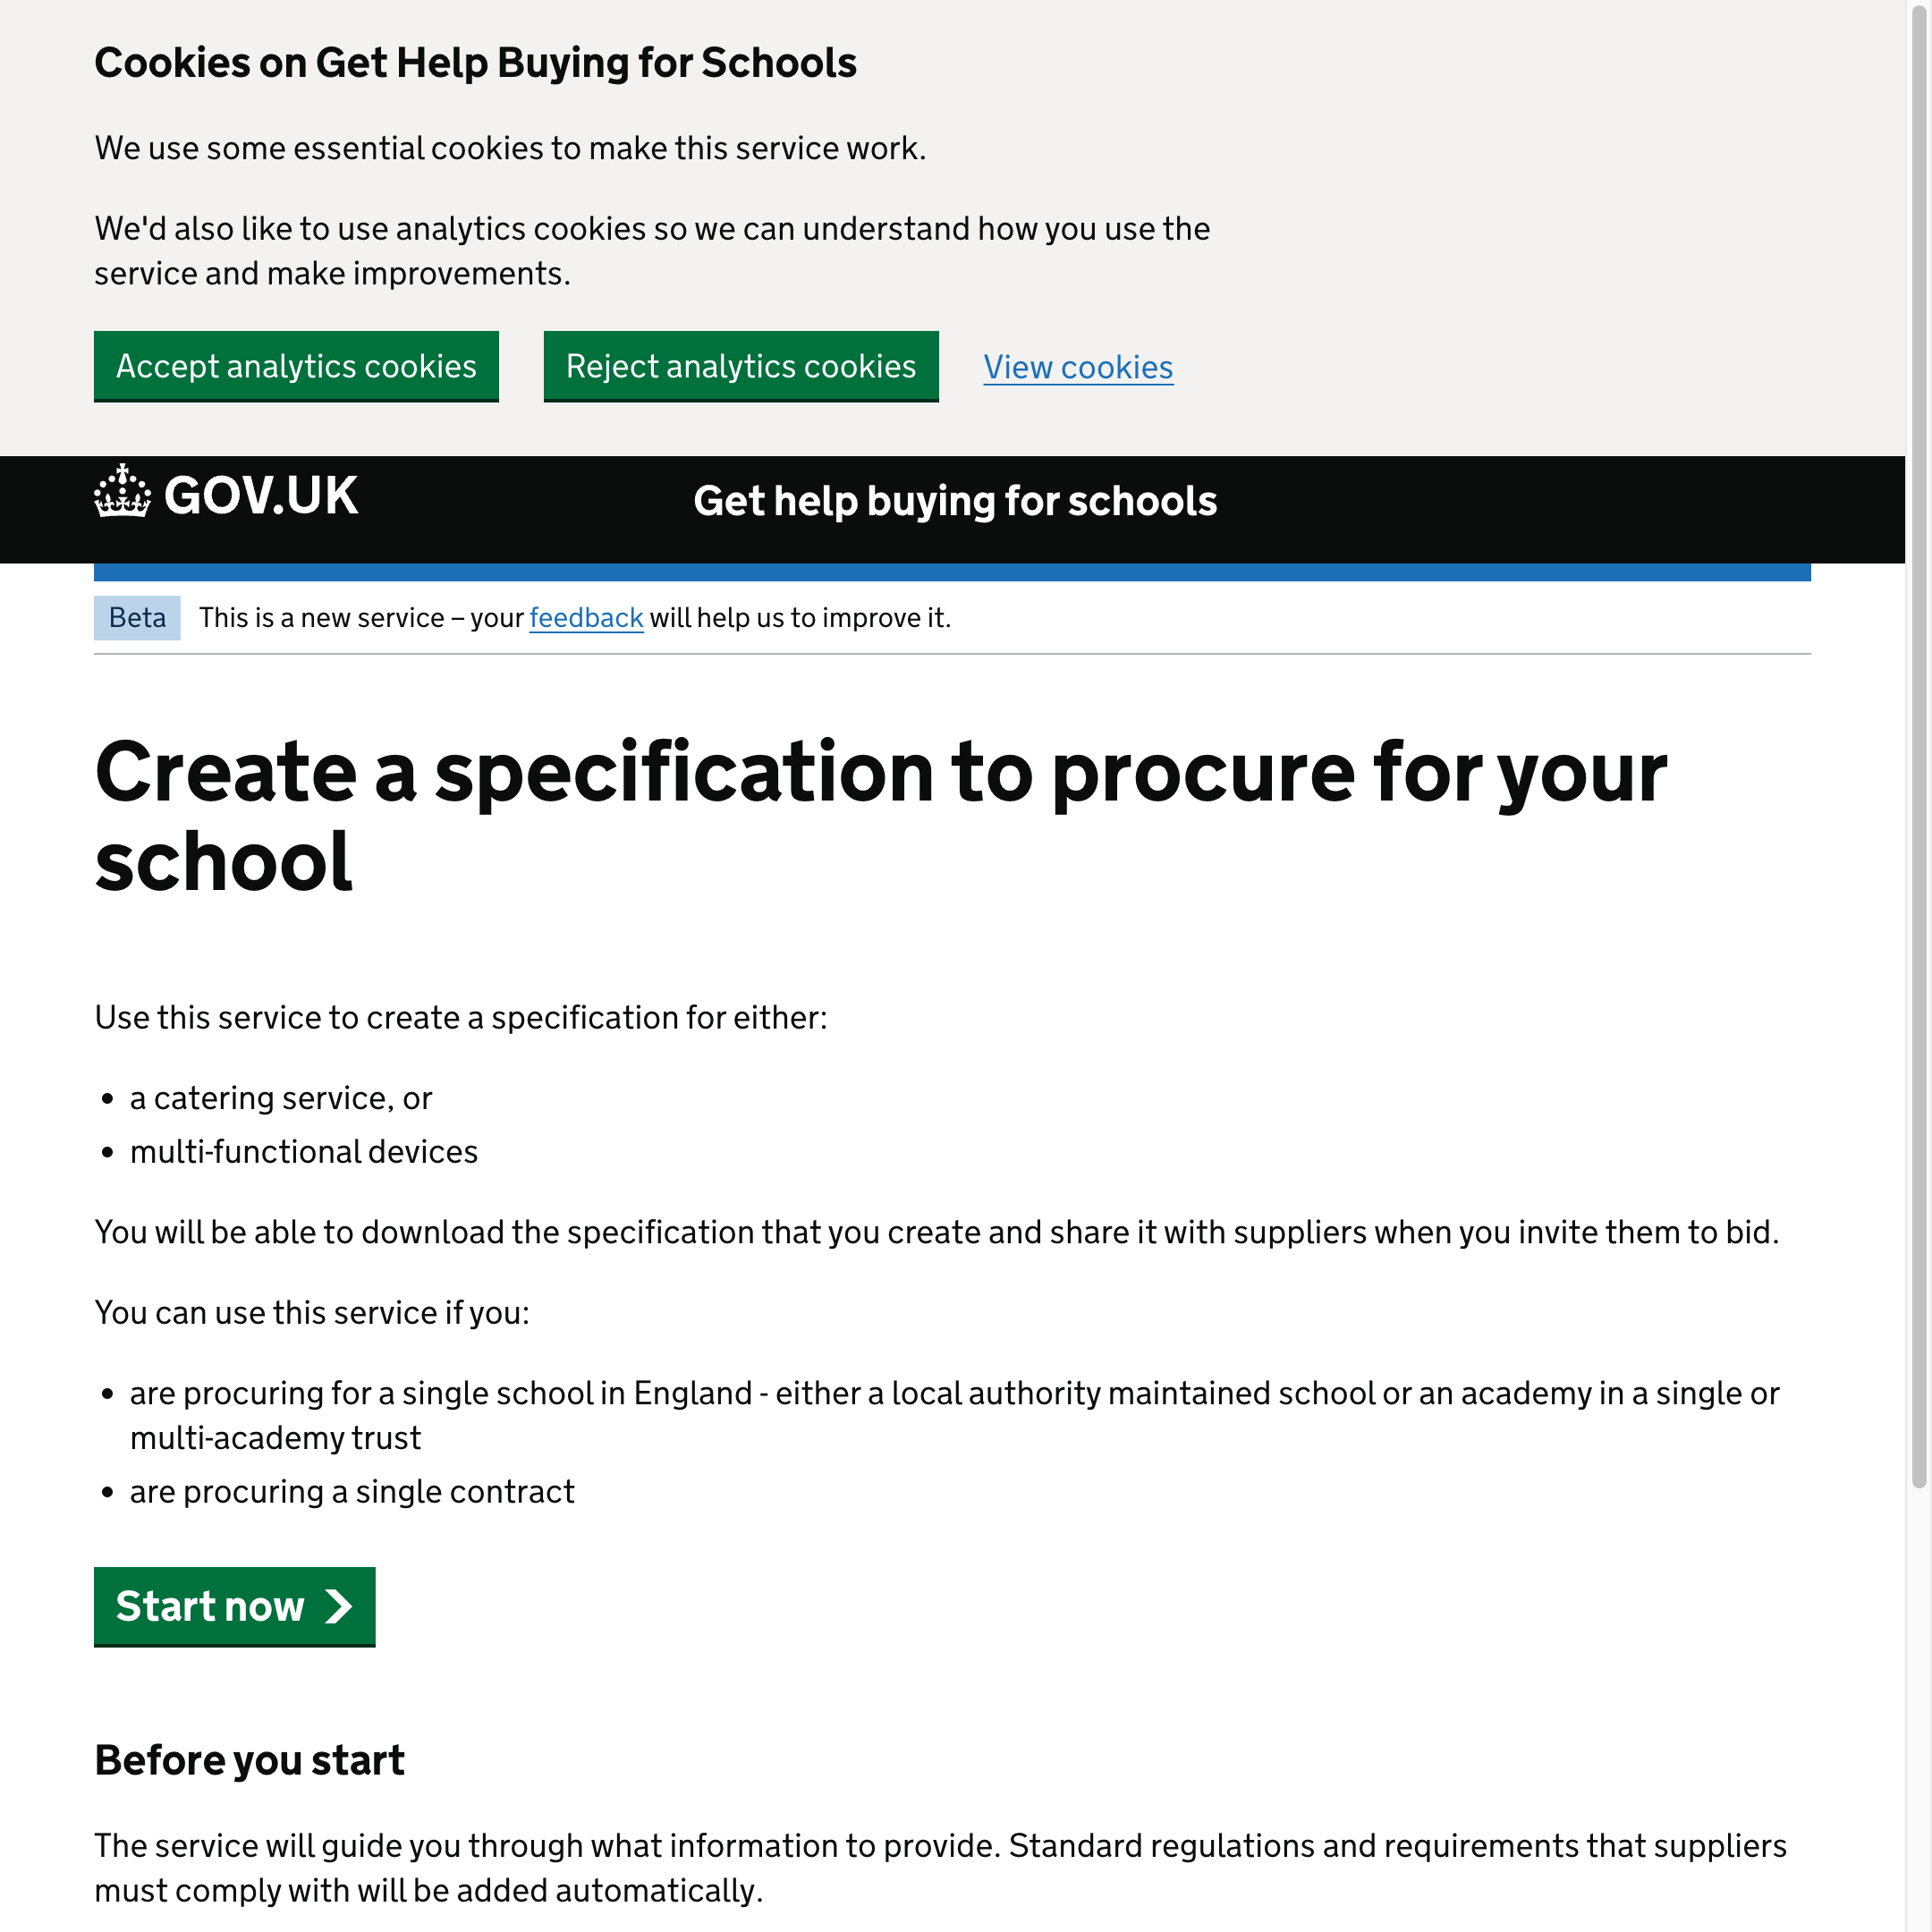 Cookies on Get Help Buying for Schools
We use some essential cookies to make this service work.
We'd also like to use analytics cookies so we can understand how you use the
service and make improvements.
Accept analytics cookies
Reject analytics cookies
View cookies
GOV.UK
Get help buying for schools
Beta
This is a new service – your feedback will help us to improve it.
Create a specification to procure for your
school
Use this service to create a specification for either:
• a catering service, or
• multi-functional devices
You will be able to download the specification that you create and share it with suppliers when you invite them to bid.
You can use this service if you:
• are procuring for a single school in England - either a local authority maintained school or an academy in a single or
multi-academy trust
• are procuring a single contract
Start now
Before you start
The service will guide you through what information to provide. Standard regulations and requirements that suppliers
must comply with will be added automatically.